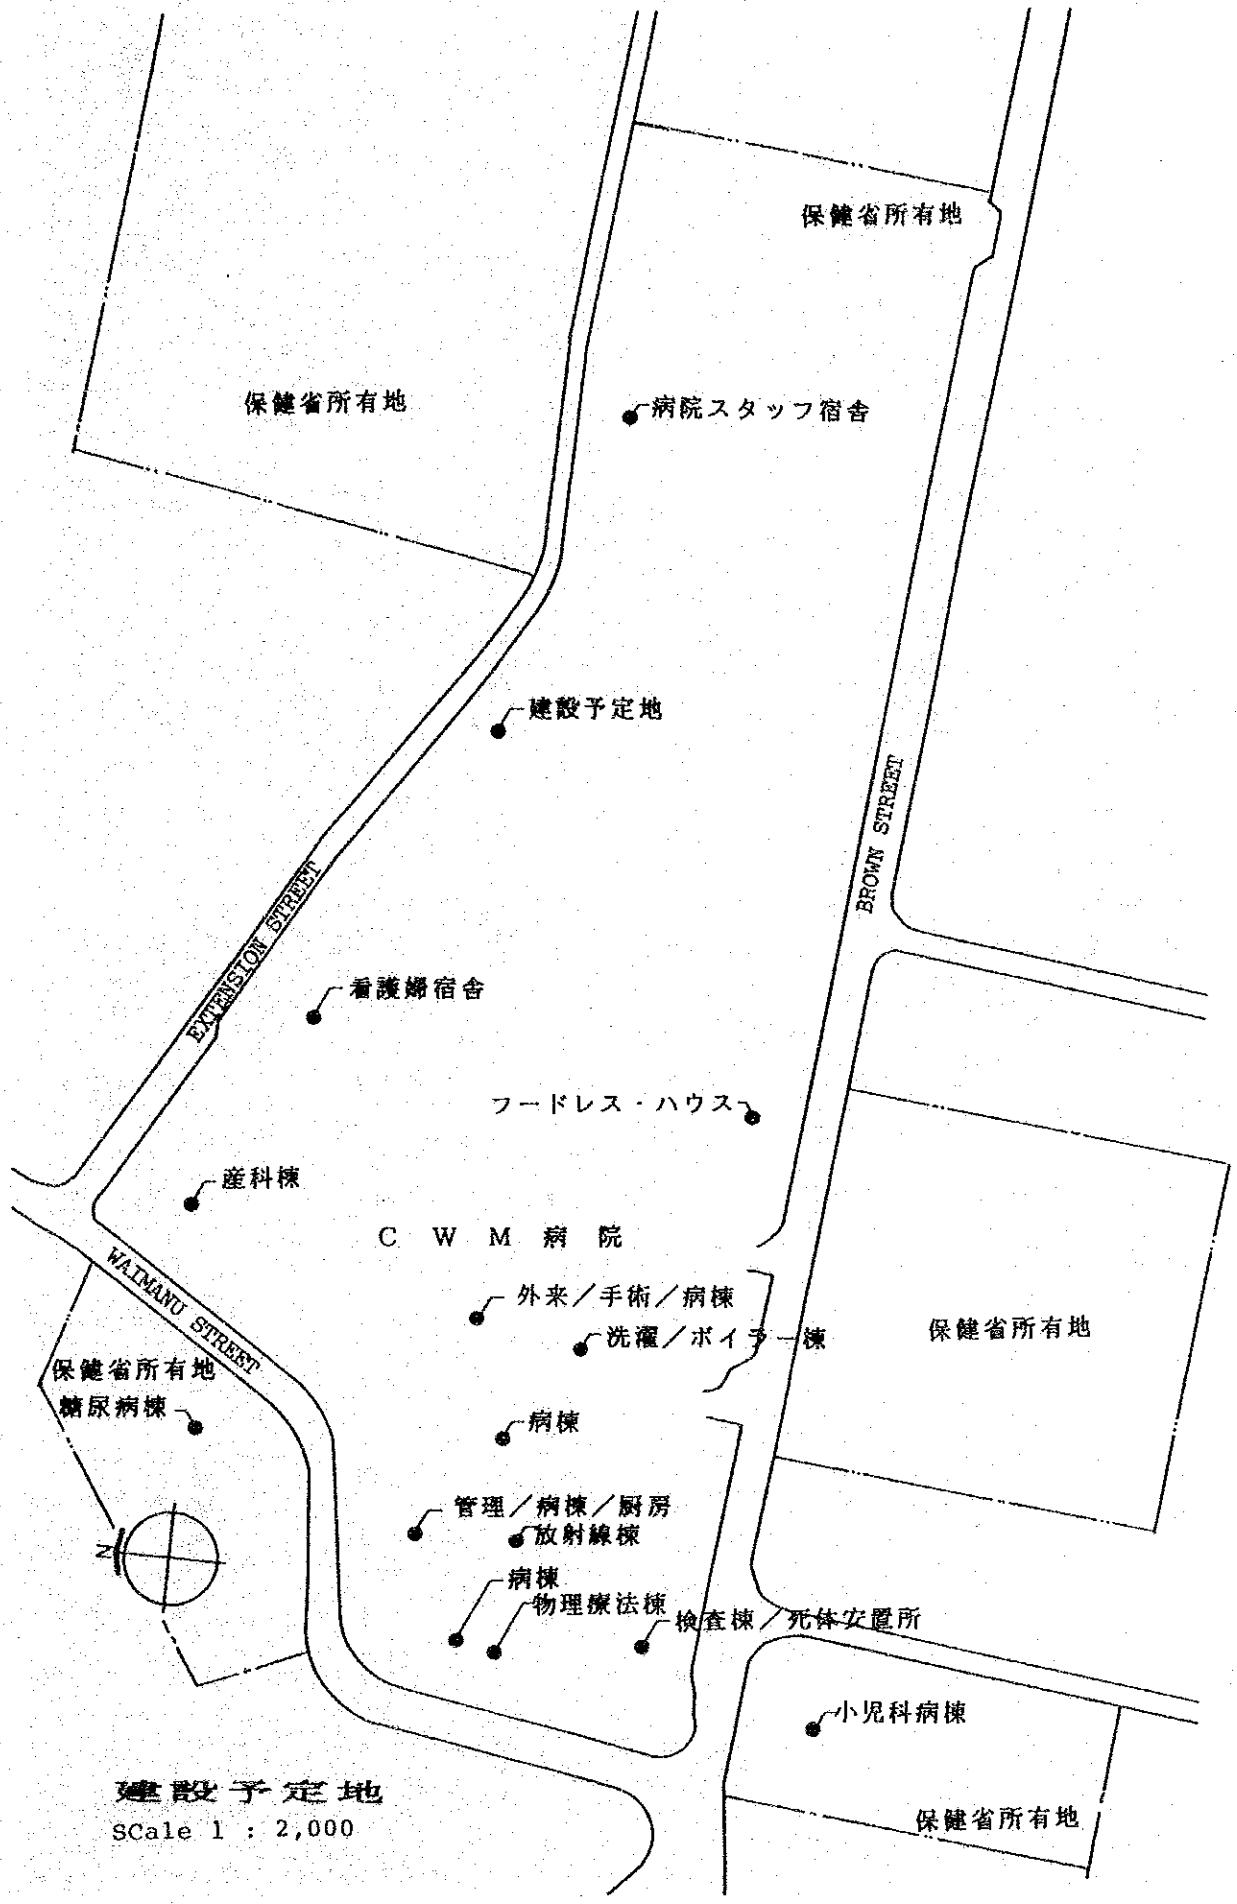 保健省所有地
保健省所有地
病院スタッフ宿舎
建設予定地
BROWN STREET
EXTENSION STREET
看護婦宿舎
フードレス・ハウス
産科棟
CWM病院
WAIMANU STREET
外来／手術／病棟
洗濯／ボイラー棟
保健省所有地
保健省所有地
糖尿病棟
病棟
管理／病棟／厨房
放射線棟
N
病棟
物理療法棟
検査棟／死体安置所
小児科病棟
保健省所有地
建設予定地
SCale 1 : 2,000